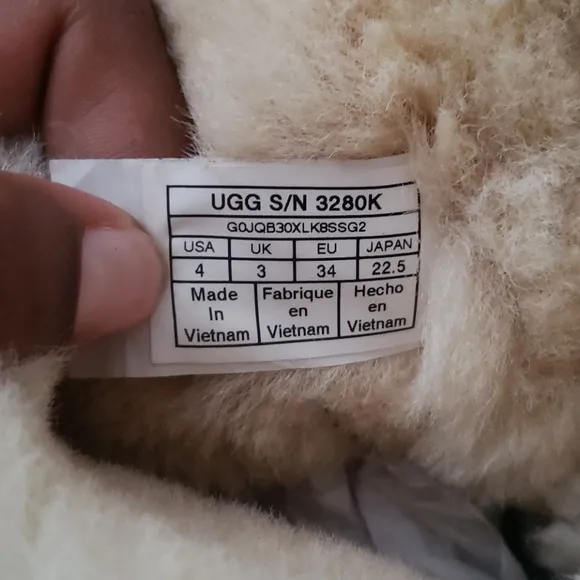 UGG S/N 3280K
G0JQB30XLK8SSG2
USA UK EU JAPAN
4 3 34 22.5
Made Fabrique Hecho
In en en
Vietnam Vietnam Vietnam